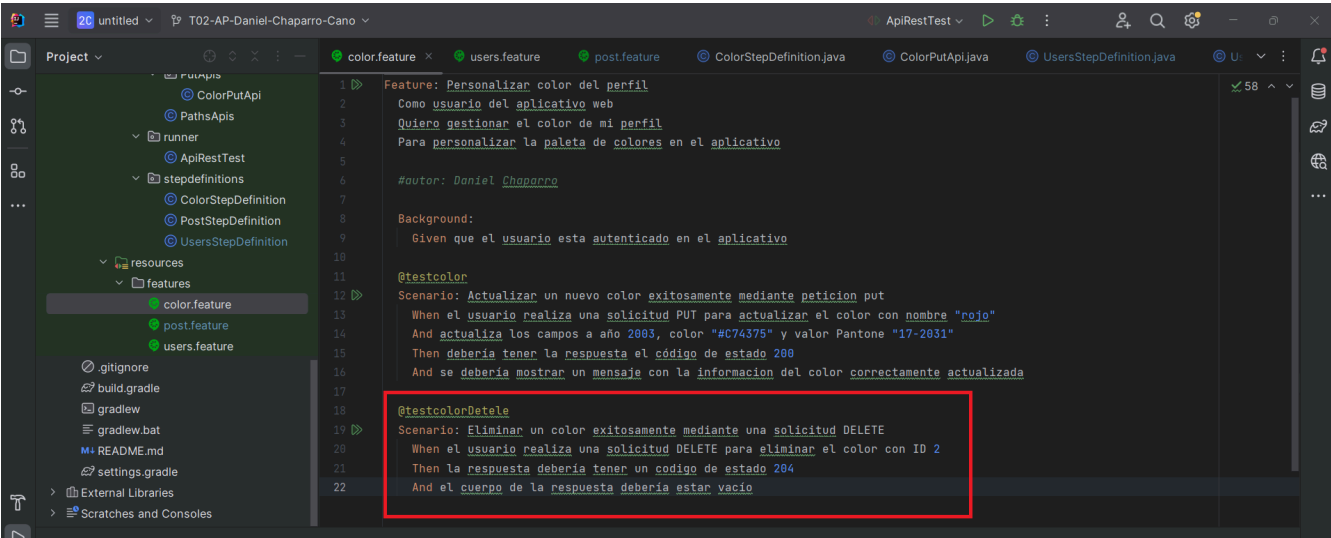 2C untitled T02-AP-Daniel-Chaparro-Cano ApiRestTest
Project
color.feature users.feature post.feature ColorStepDefinition.java ColorPutApi.java UsersStepDefinition.java
58
PutApis
ColorPutApi
PathsApis
runner
ApiRestTest
stepdefinitions
ColorStepDefinition
PostStepDefinition
UsersStepDefinition
resources
features
color.feature
post.feature
users.feature
.gitignore
build.gradle
gradlew
gradlew.bat
M↓ README.md
settings.gradle
External Libraries
Scratches and Consoles
1 Feature: Personalizar color del perfil
2 Como usuario del aplicativo web
3 Quiero gestionar el color de mi perfil
4 Para personalizar la paleta de colores en el aplicativo
5
6 #autor: Daniel Chaparro
7
8 Background:
9 Given que el usuario esta autenticado en el aplicativo
10
11 @testcolor
12 Scenario: Actualizar un nuevo color exitosamente mediante peticion put
13 When el usuario realiza una solicitud PUT para actualizar el color con nombre "rojo"
14 And actualiza los campos a año 2003, color "#C74375" y valor Pantone "17-2031"
15 Then debería tener la respuesta el código de estado 200
16 And se debería mostrar un mensaje con la informacion del color correctamente actualizada
17
18 @testcolorDetele
19 Scenario: Eliminar un color exitosamente mediante una solicitud DELETE
20 When el usuario realiza una solicitud DELETE para eliminar el color con ID 2
21 Then la respuesta debería tener un codigo de estado 204
22 And el cuerpo de la respuesta debería estar vacío